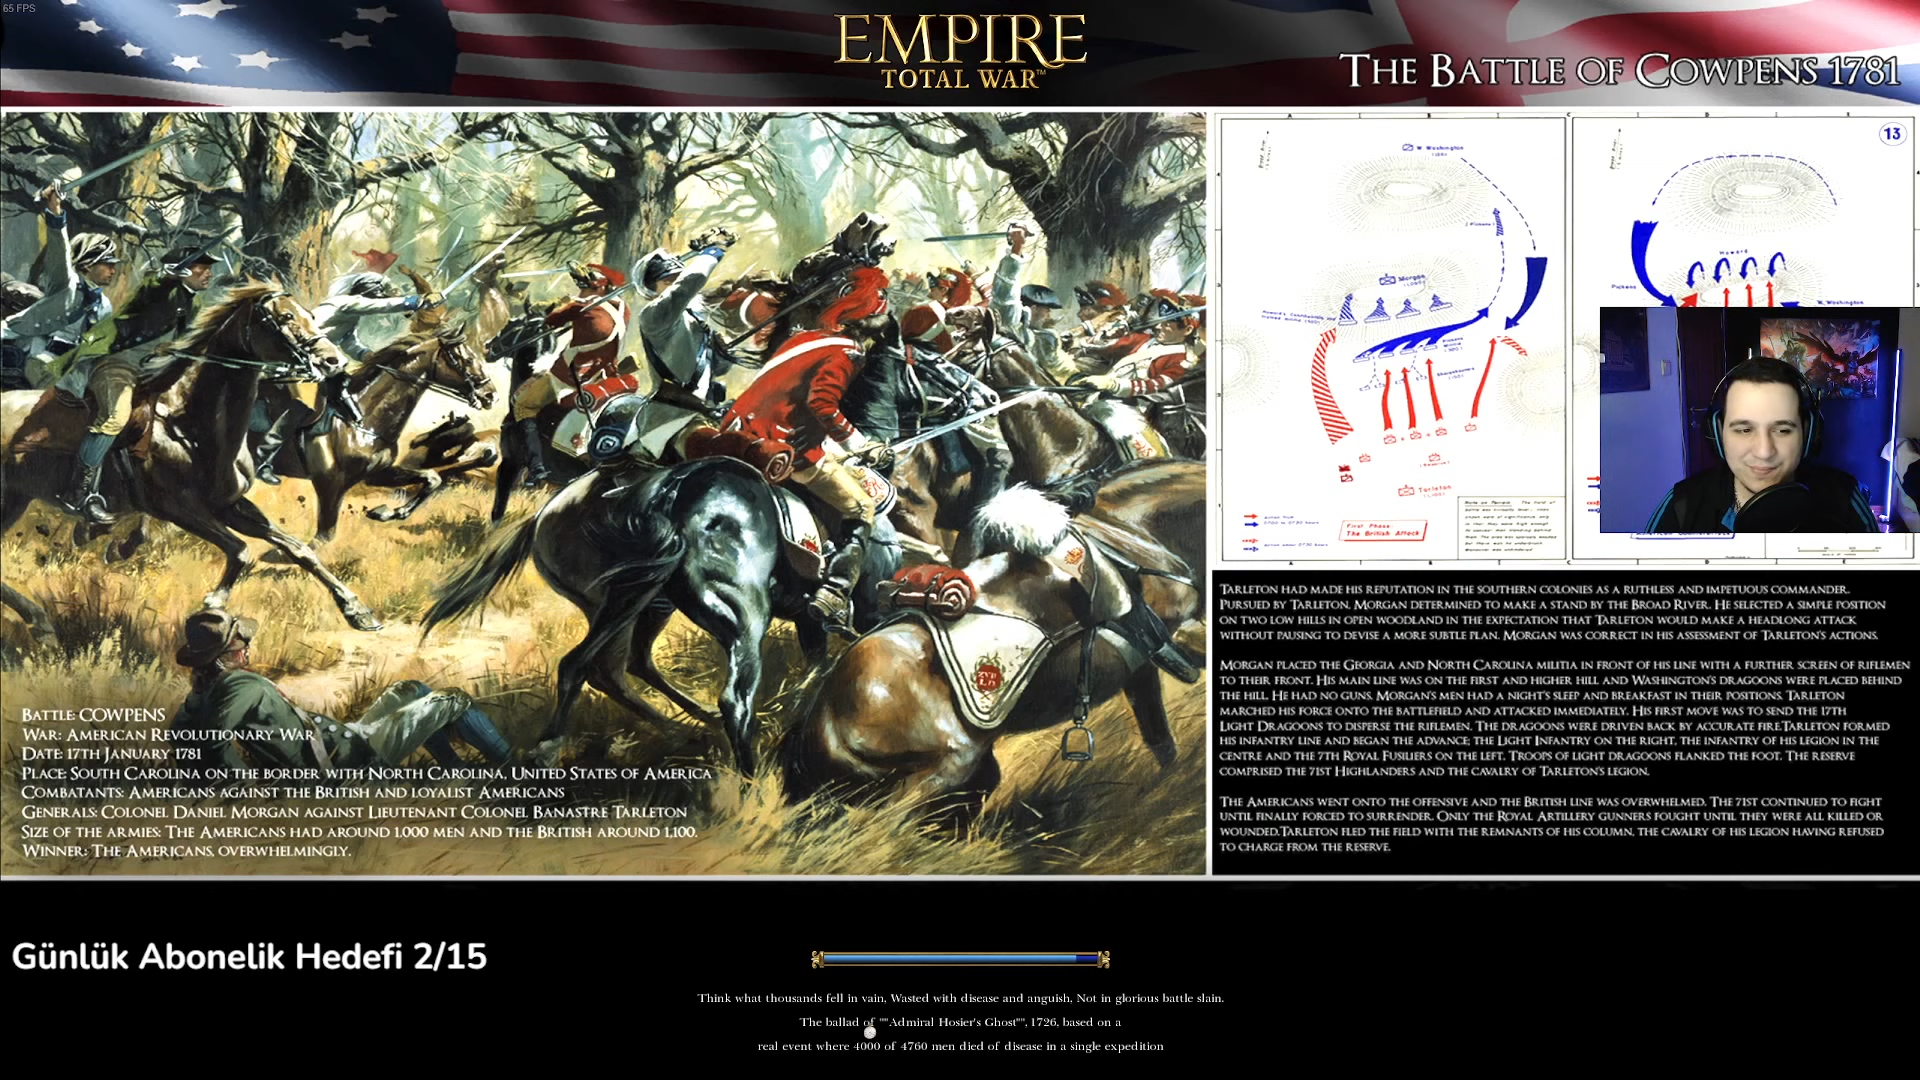 65 FPS
EMPIRE
TOTAL WAR™
THE BATTLE OF COWPENS 1781
13
W. Washington
Morgan
Howard
Pickens
W. Washington
Tarleton
First Phase
The British Attack
BATTLE: COWPENS
WAR: AMERICAN REVOLUTIONARY WAR
DATE: 17TH JANUARY 1781
PLACE: SOUTH CAROLINA ON THE BORDER WITH NORTH CAROLINA, UNITED STATES OF AMERICA
COMBATANTS: AMERICANS AGAINST THE BRITISH AND LOYALIST AMERICANS
GENERALS: COLONEL DANIEL MORGAN AGAINST LIEUTENANT COLONEL BANASTRE TARLETON
SIZE OF THE ARMIES: THE AMERICANS HAD AROUND 1,000 MEN AND THE BRITISH AROUND 1,100.
WINNER: THE AMERICANS, OVERWHELMINGLY.
TARLETON HAD MADE HIS REPUTATION IN THE SOUTHERN COLONIES AS A RUTHLESS AND IMPETUOUS COMMANDER.
PURSUED BY TARLETON, MORGAN DETERMINED TO MAKE A STAND BY THE BROAD RIVER. HE SELECTED A SIMPLE POSITION
ON TWO LOW HILLS IN OPEN WOODLAND IN THE EXPECTATION THAT TARLETON WOULD MAKE A HEADLONG ATTACK
WITHOUT PAUSING TO DEVISE A MORE SUBTLE PLAN. MORGAN WAS CORRECT IN HIS ASSESSMENT OF TARLETON'S ACTIONS.
MORGAN PLACED THE GEORGIA AND NORTH CAROLINA MILITIA IN FRONT OF HIS LINE WITH A FURTHER SCREEN OF RIFLEMEN
TO THEIR FRONT. HIS MAIN LINE WAS ON THE FIRST AND HIGHER HILL AND WASHINGTON'S DRAGOONS WERE PLACED BEHIND
THE HILL. HE HAD NO GUNS. MORGAN'S MEN HAD A NIGHT'S SLEEP AND BREAKFAST IN THEIR POSITIONS. TARLETON
MARCHED HIS FORCE ONTO THE BATTLEFIELD AND ATTACKED IMMEDIATELY. HIS FIRST MOVE WAS TO SEND THE 17TH
LIGHT DRAGOONS TO DISPERSE THE RIFLEMEN. THE DRAGOONS WERE DRIVEN BACK BY ACCURATE FIRE.TARLETON FORMED
HIS INFANTRY LINE AND BEGAN THE ADVANCE; THE LIGHT INFANTRY ON THE RIGHT, THE INFANTRY OF HIS LEGION IN THE
CENTRE AND THE 7TH ROYAL FUSILIERS ON THE LEFT. TROOPS OF LIGHT DRAGOONS FLANKED THE FOOT. THE RESERVE
COMPRISED THE 71ST HIGHLANDERS AND THE CAVALRY OF TARLETON'S LEGION.
THE AMERICANS WENT ONTO THE OFFENSIVE AND THE BRITISH LINE WAS OVERWHELMED. THE 71ST CONTINUED TO FIGHT
UNTIL FINALLY FORCED TO SURRENDER. ONLY THE ROYAL ARTILLERY GUNNERS FOUGHT UNTIL THEY WERE ALL KILLED OR
WOUNDED.TARLETON FLED THE FIELD WITH THE REMNANTS OF HIS COLUMN, THE CAVALRY OF HIS LEGION HAVING REFUSED
TO CHARGE FROM THE RESERVE.
Günlük Abonelik Hedefi 2/15
Think what thousands fell in vain, Wasted with disease and anguish, Not in glorious battle slain.
The ballad of ""Admiral Hosier's Ghost"", 1726, based on a
real event where 4000 of 4760 men died of disease in a single expedition